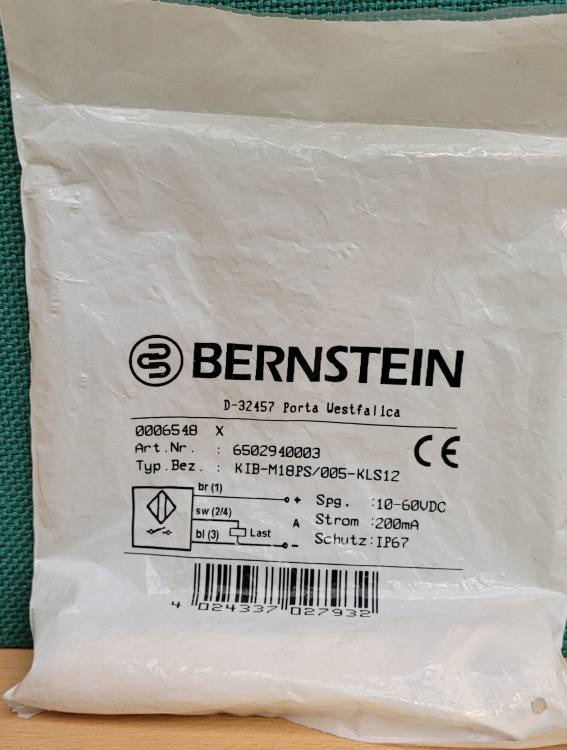 BERNSTEIN
D-32457 Porta Westfalica
0006548 X
Art.Nr. : 6502940003
CE
Typ.Bez. : KIB-M18PS/005-KLS12
br (1) +
sw (2/4) A
Last
bl (3) -
Spg. :10-60VDC
Strom :200mA
Schutz:IP67
4 024337 027932